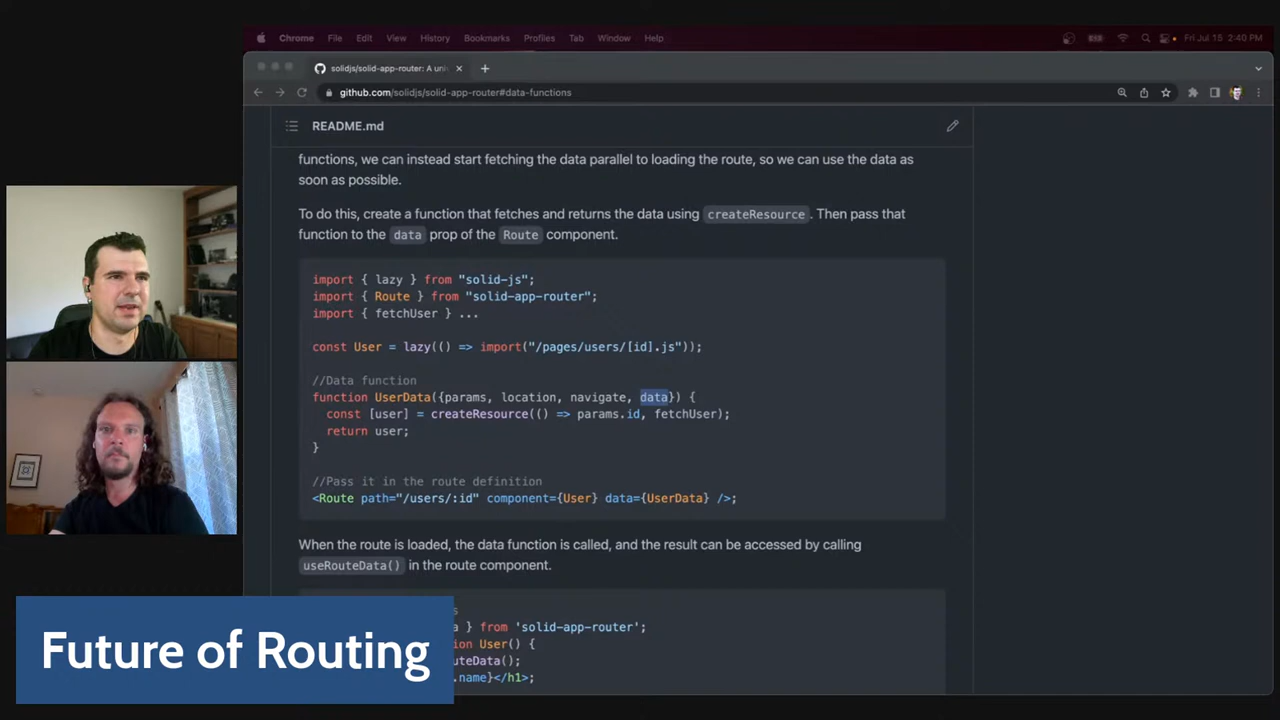 Chrome File Edit View History Bookmarks Profiles Tab Window Help Fri Jul 15 2:40 PM
solidjs/solid-app-router: A uni
github.com/solidjs/solid-app-router#data-functions
README.md
functions, we can instead start fetching the data parallel to loading the route, so we can use the data as
soon as possible.
To do this, create a function that fetches and returns the data using createResource . Then pass that
function to the data prop of the Route component.
import { lazy } from "solid-js";
import { Route } from "solid-app-router";
import { fetchUser } ...
const User = lazy(() => import("/pages/users/[id].js"));
//Data function
function UserData({params, location, navigate, data}) {
const [user] = createResource(() => params.id, fetchUser);
return user;
}
//Pass it in the route definition
<Route path="/users/:id" component={User} data={UserData} />;
When the route is loaded, the data function is called, and the result can be accessed by calling
useRouteData() in the route component.
s
a } from 'solid-app-router';
ion User() {
uteData();
.name}</h1>;
Future of Routing